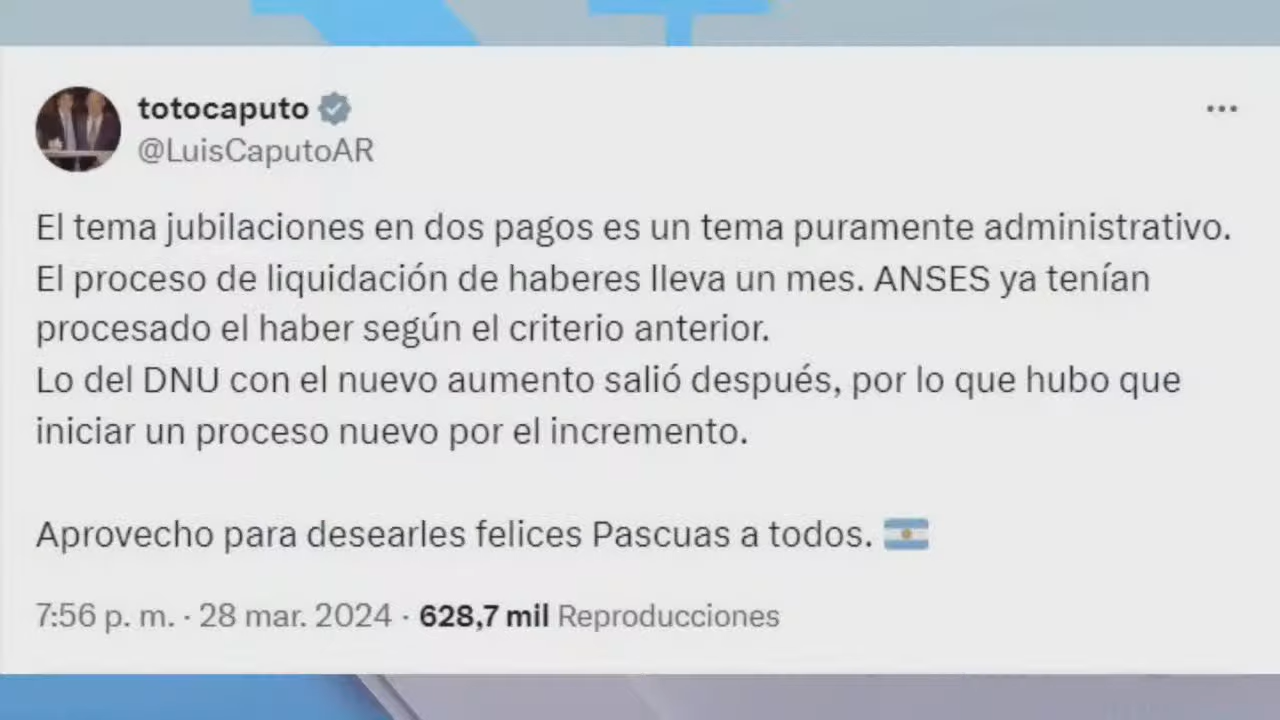 totocaputo
@LuisCaputoAR
El tema jubilaciones en dos pagos es un tema puramente administrativo.
El proceso de liquidación de haberes lleva un mes. ANSES ya tenían
procesado el haber según el criterio anterior.
Lo del DNU con el nuevo aumento salió después, por lo que hubo que
iniciar un proceso nuevo por el incremento.
Aprovecho para desearles felices Pascuas a todos. 🇦🇷
7:56 p. m. · 28 mar. 2024 · 628,7 mil Reproducciones